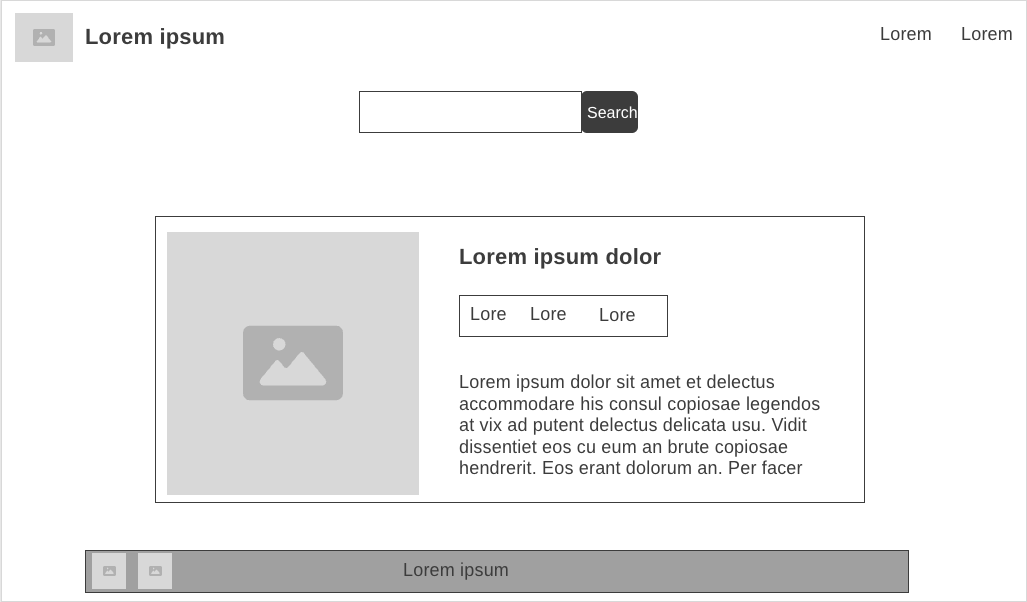 Lorem ipsum
Lorem
Lorem
Search
Lorem ipsum dolor
Lore
Lore
Lore
Lorem ipsum dolor sit amet et delectus
accommodare his consul copiosae legendos
at vix ad putent delectus delicata usu. Vidit
dissentiet eos cu eum an brute copiosae
hendrerit. Eos erant dolorum an. Per facer
Lorem ipsum